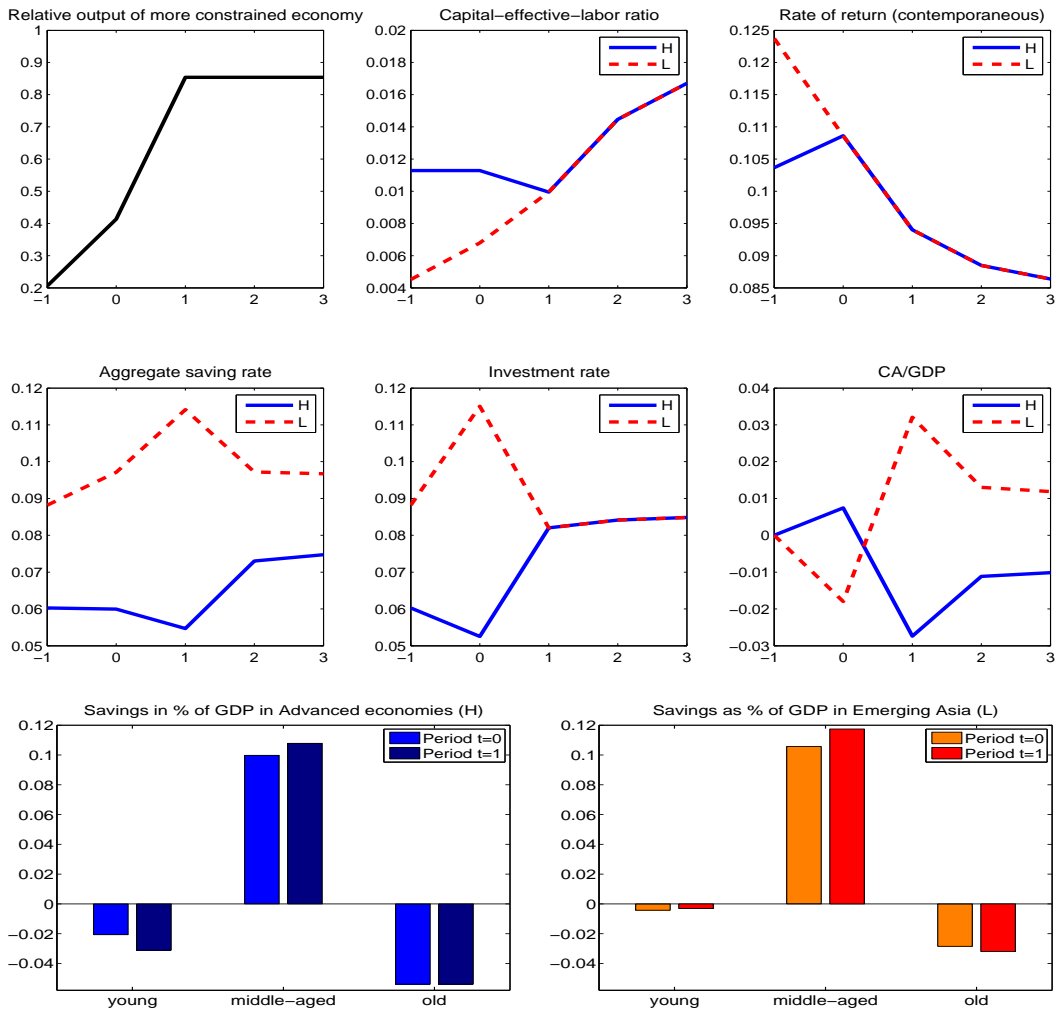 Relative output of more constrained economy
1
0.9
0.8
0.7
0.6
0.5
0.4
0.3
0.2
−1 0 1 2 3
Capital−effective−labor ratio
0.02
0.016
0.012
0.01
0.008
0.006
0.004
−1 0 1 2 3
H
L
Rate of return (contemporaneous)
0.125
0.12
0.115
0.11
0.105
0.1
0.095
0.09
0.085
−1 0 1 2 3
H
L
Aggregate saving rate
0.12
0.11
0.1
0.09
0.08
0.07
0.06
0.05
−1 0 1 2 3
H
L
Investment rate
0.12
0.11
0.1
0.09
0.08
0.07
0.06
0.05
−1 0 1 2 3
H
L
CA/GDP
0.04
0.03
0.02
0.01
0
−0.01
−0.02
−0.03
−1 0 1 2 3
H
L
Savings in % of GDP in Advanced economies (H)
0.12
0.1
0.08
0.06
0.04
0.02
0
−0.02
−0.04
young middle−aged old
Period t=0
Period t=1
Savings as % of GDP in Emerging Asia (L)
0.12
0.1
0.08
0.06
0.04
0.02
0
−0.02
−0.04
young middle−aged old
Period t=0
Period t=1